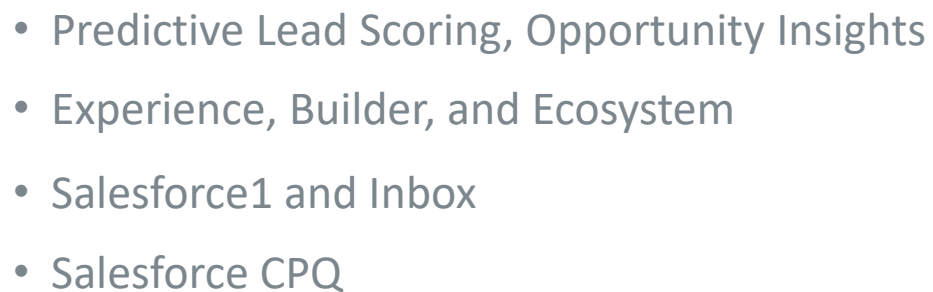 • Predictive Lead Scoring, Opportunity Insights
• Experience, Builder, and Ecosystem
• Salesforce1 and Inbox
• Salesforce CPQ